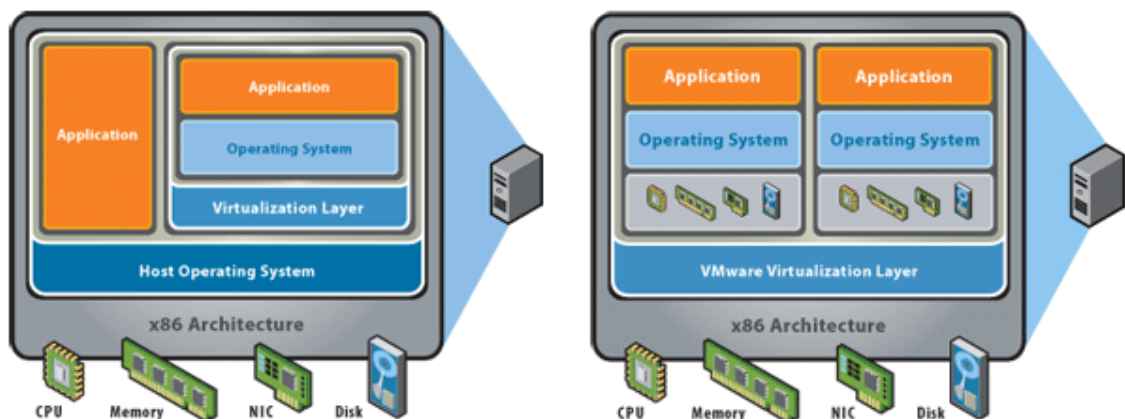 Application
Application
Operating System
Virtualization Layer
Host Operating System
x86 Architecture
CPU
Memory
NIC
Disk
Application
Application
Operating System
Operating System
VMware Virtualization Layer
x86 Architecture
CPU
Memory
NIC
Disk